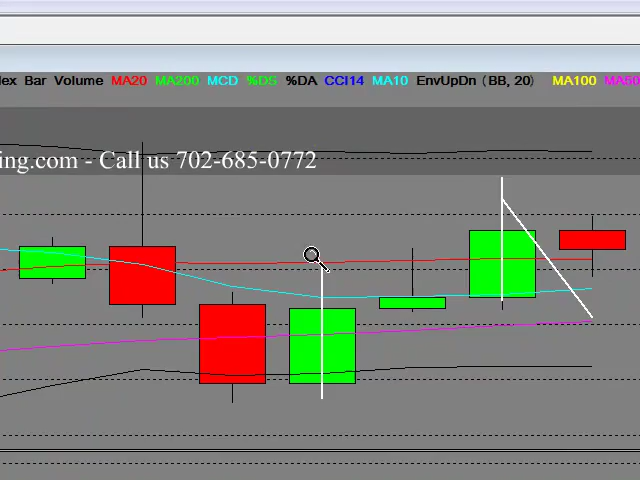 lex Bar Volume MA20 MA200 MCD %DS %DA CCI14 MA10 EnvUpDn (BB, 20) MA100 MA50
ing.com - Call us 702-685-0772